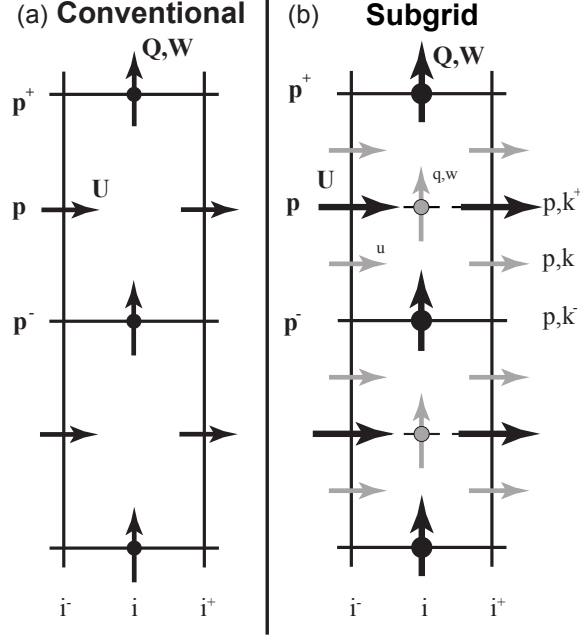 (a) Conventional
Q,W
p+
U
p
p-
i- i i+
(b) Subgrid
Q,W
p+
U
q,w
p
p,k+
u
p,k
p-
p,k-
i- i i+